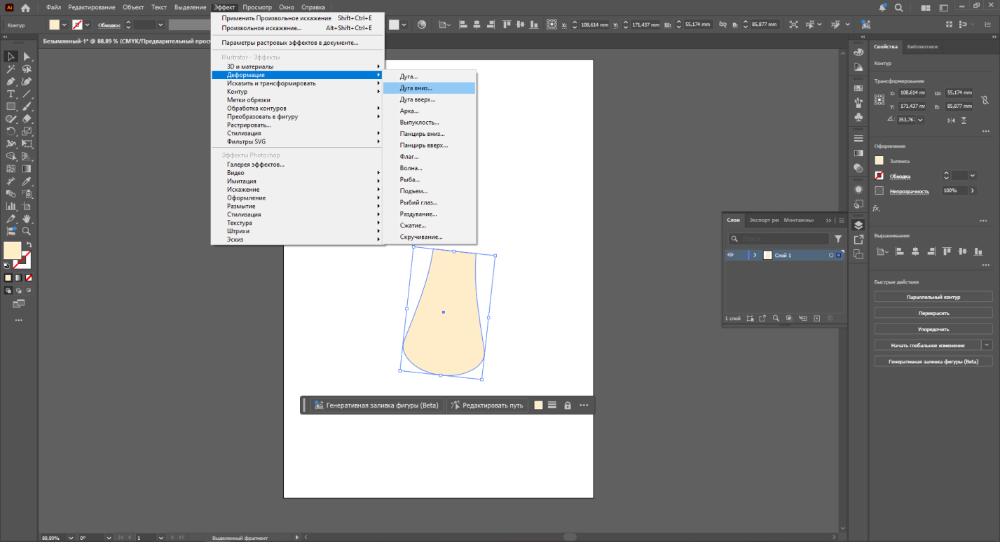 Ai Файл Редактирование Объект Текст Выделение Эффект Просмотр Окно Справка
Контур Обводка: X: 108,614 mm Y: 171,437 mm Ш: 55,174 mm В: 85,877 mm
Безымянный-1* @ 88,89 % (CMYK/Предварительный прос
Применить Произвольное искажение Shift+Ctrl+E
Произвольное искажение... Alt+Shift+Ctrl+E
Параметры растровых эффектов в документе...
Illustrator - Эффекты
3D и материалы
Деформация
Исказить и трансформировать
Контур
Метки обрезки
Обработка контуров
Преобразовать в фигуру
Растрировать...
Стилизация
Фильтры SVG
Эффекты Photoshop
Галерея эффектов...
Видео
Имитация
Искажение
Оформление
Размытие
Стилизация
Текстура
Штрихи
Эскиз
Дуга...
Дуга вниз...
Дуга вверх...
Арка...
Выпуклость...
Панцирь вниз...
Панцирь вверх...
Флаг...
Волна...
Рыба...
Подъем...
Рыбий глаз...
Раздувание...
Сжатие...
Скручивание...
Генеративная заливка фигуры (Beta) Редактировать путь
Слои Экспорт рес Монтажны
Поиск
Слой 1
1 слой
Свойства Библиотеки
Контур
Трансформирование
X: 108,614 mr Ш: 55,174 mm
Y: 171,437 mr В: 85,877 mm
353,767
Оформление
Заливка
Обводка
Непрозрачность 100%
fx.
Выравнивание
Быстрые действия
Параллельный контур
Перекрасить
Упорядочить
Начать глобальное изменение
Генеративная заливка фигуры (Beta)
88,89% 0° 1 Выделенный фрагмент